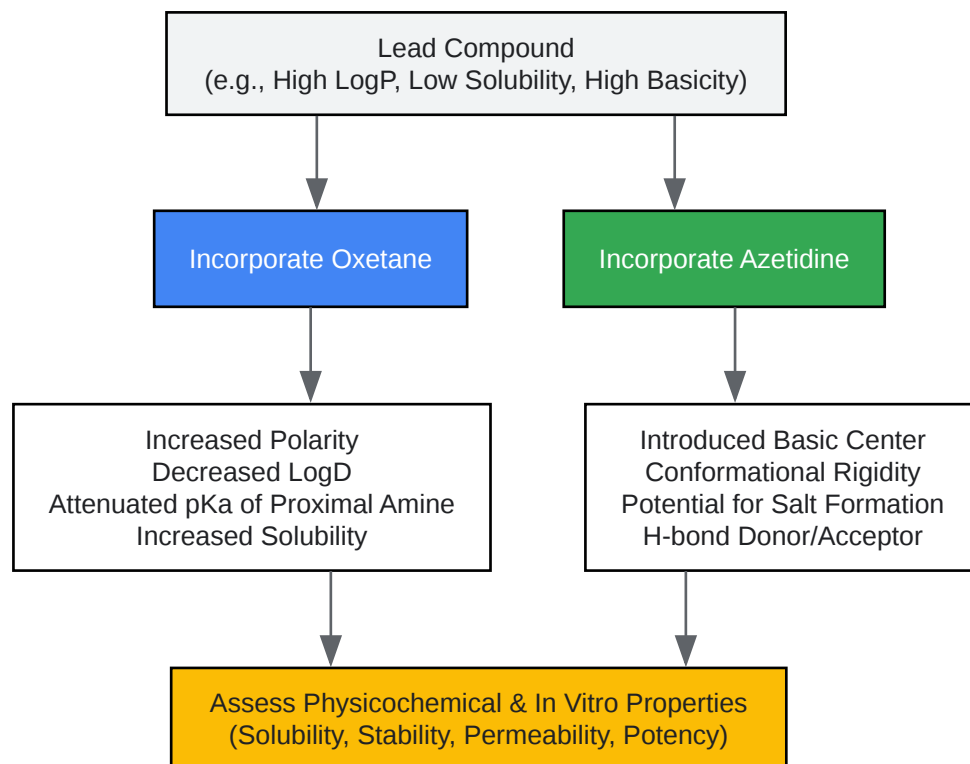 Lead Compound
(e.g., High LogP, Low Solubility, High Basicity)
Incorporate Oxetane
Incorporate Azetidine
Increased Polarity
Decreased LogD
Attenuated pKa of Proximal Amine
Increased Solubility
Introduced Basic Center
Conformational Rigidity
Potential for Salt Formation
H-bond Donor/Acceptor
Assess Physicochemical & In Vitro Properties
(Solubility, Stability, Permeability, Potency)